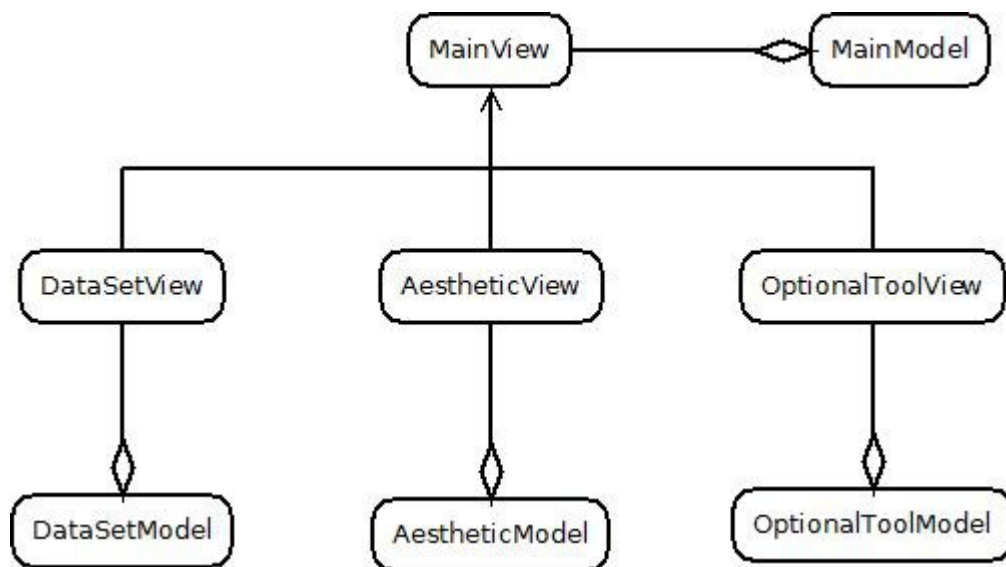 MainView
MainModel
DataSetView
AestheticView
OptionalToolView
DataSetModel
AestheticModel
OptionalToolModel